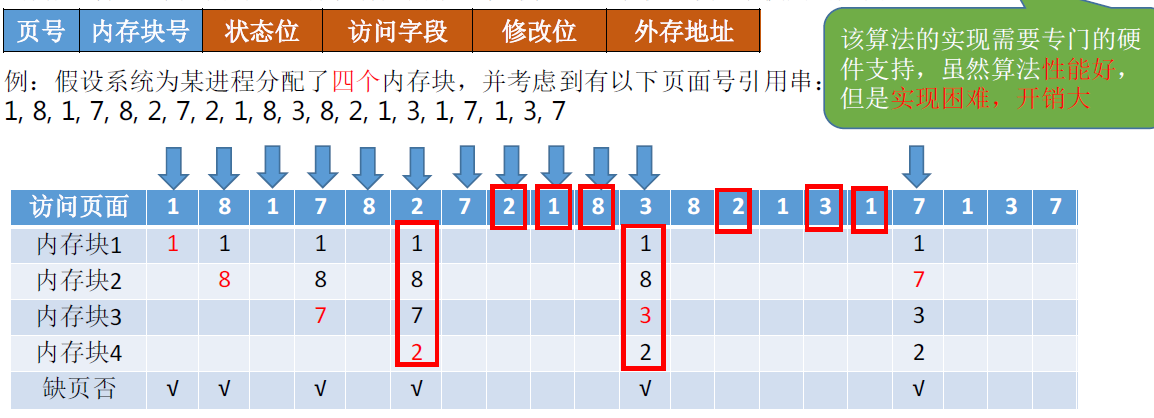 页号 内存块号 状态位 访问字段 修改位 外存地址
该算法的实现需要专门的硬
件支持，虽然算法性能好，
但是实现困难，开销大
例：假设系统为某进程分配了四个内存块，并考虑到有以下页面号引用串：
1, 8, 1, 7, 8, 2, 7, 2, 1, 8, 3, 8, 2, 1, 3, 1, 7, 1, 3, 7
访问页面 1 8 1 7 8 2 7 2 1 8 3 8 2 1 3 1 7 1 3 7
内存块1 1 1 1 1 1 1
内存块2 8 8 8 8 7
内存块3 7 7 3 3
内存块4 2 2 2
缺页否 √ √ √ √ √ √